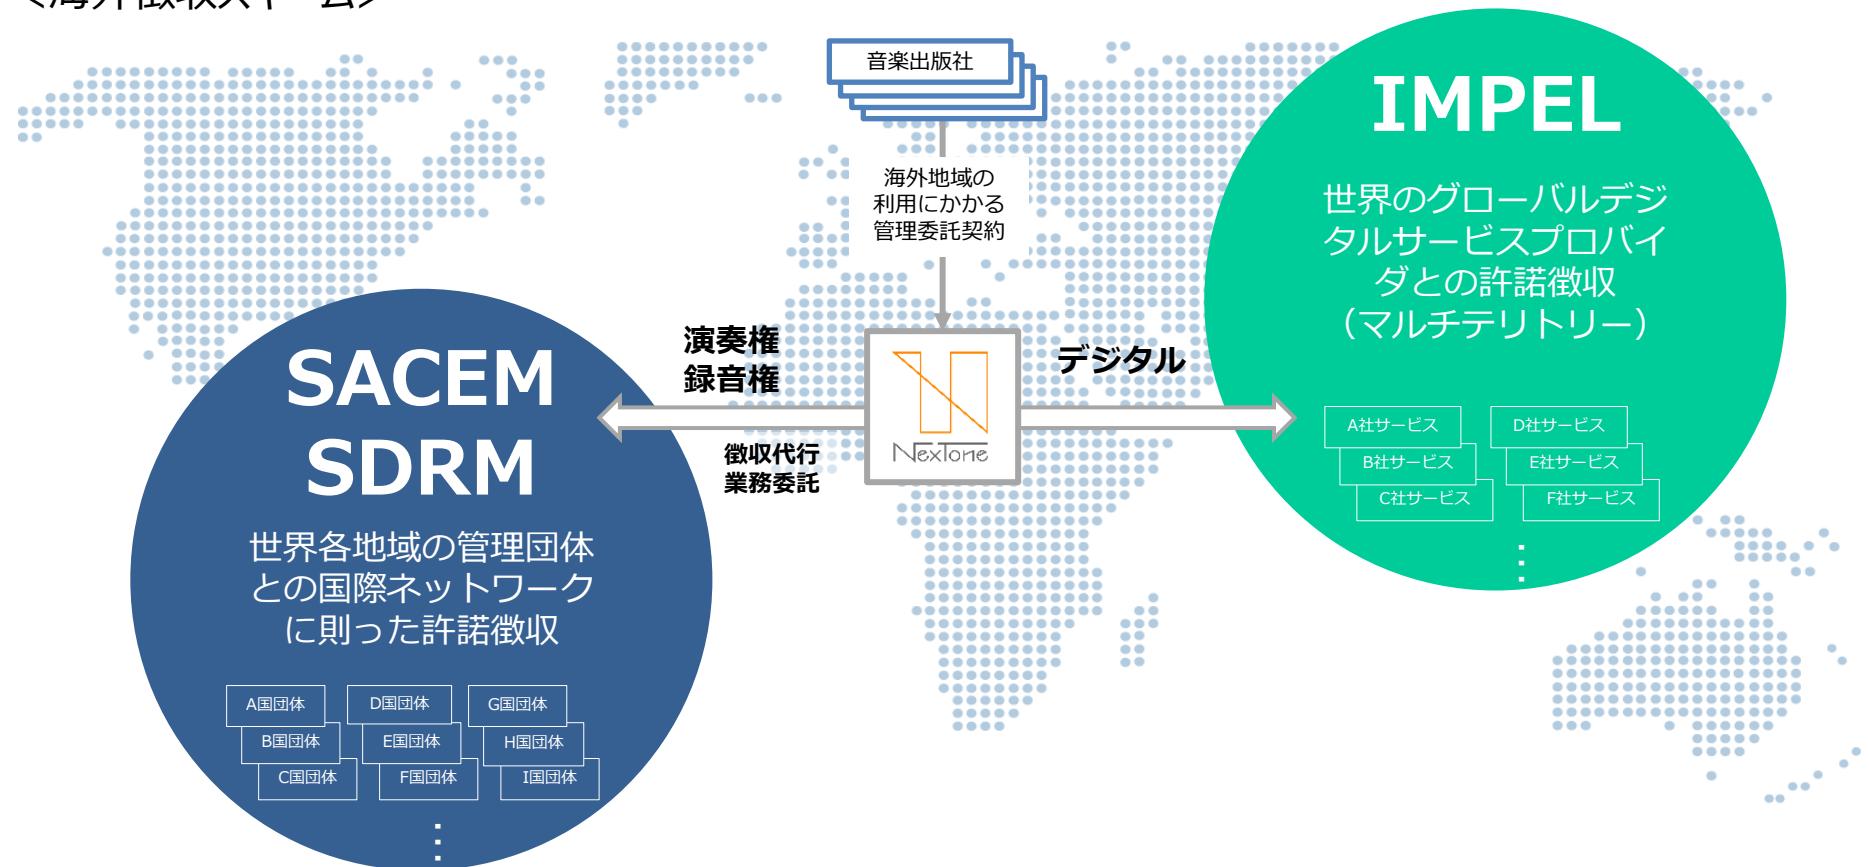 ＜海外徴収スキーム＞
音楽出版社
海外地域の
利用にかかる
管理委託契約
IMPEL
世界のグローバルデジ
タルサービスプロバイ
ダとの許諾徴収
（マルチテリトリー）
A社サービス
B社サービス
C社サービス
D社サービス
E社サービス
F社サービス
⋮
演奏権
録音権
徴収代行
業務委託
NexTone
デジタル
SACEM
SDRM
世界各地域の管理団体
との国際ネットワーク
に則った許諾徴収
A国団体
B国団体
C国団体
D国団体
E国団体
F国団体
G国団体
H国団体
I国団体
⋮